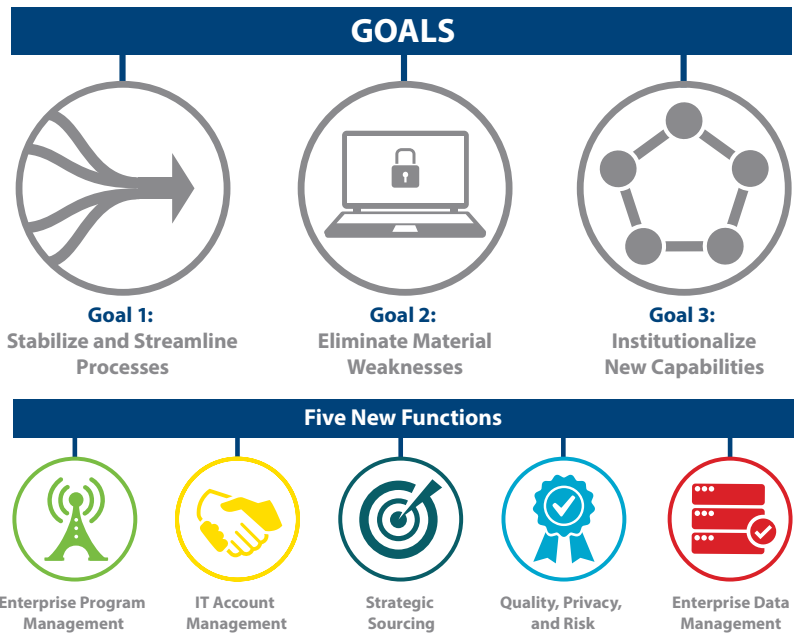 GOALS
Goal 1:
Stabilize and Streamline
Processes
Goal 2:
Eliminate Material
Weaknesses
Goal 3:
Institutionalize
New Capabilities
Five New Functions
Enterprise Program
Management
IT Account
Management
Strategic
Sourcing
Quality, Privacy,
and Risk
Enterprise Data
Management